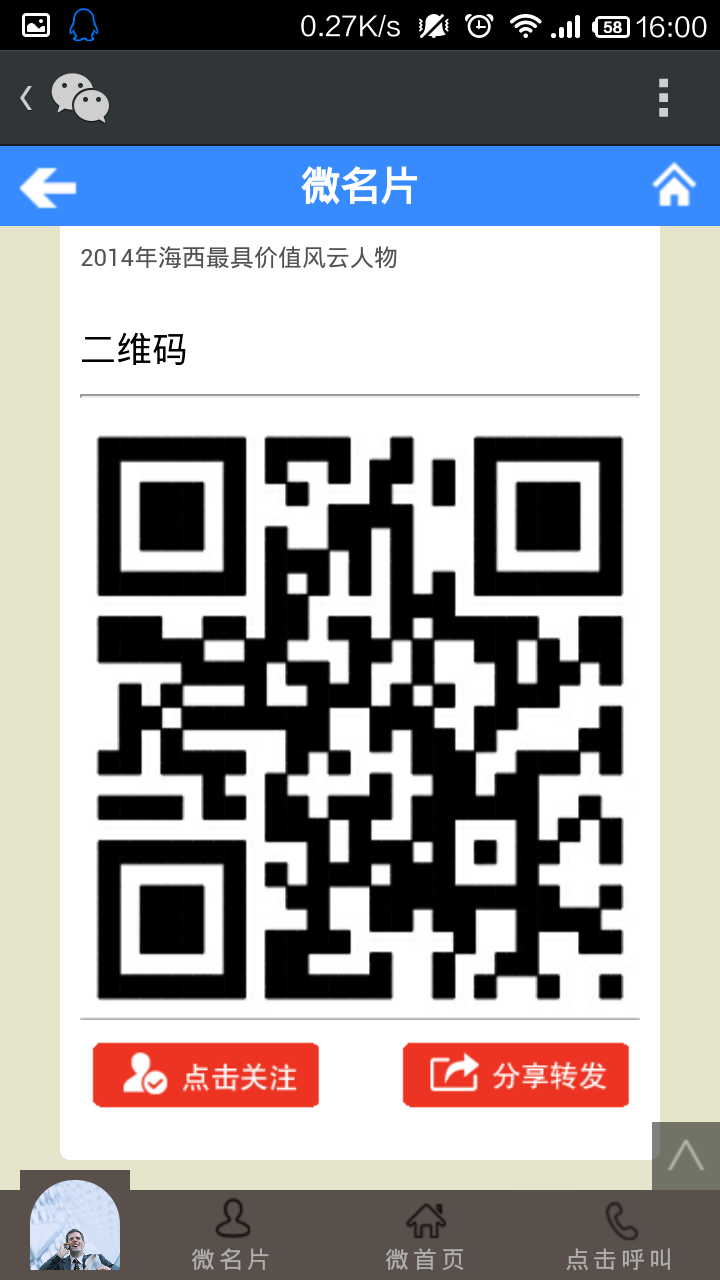 0.27K/s 58 16:00
微名片
2014年海西最具价值风云人物
二维码
点击关注 分享转发
微名片 微首页 点击呼叫